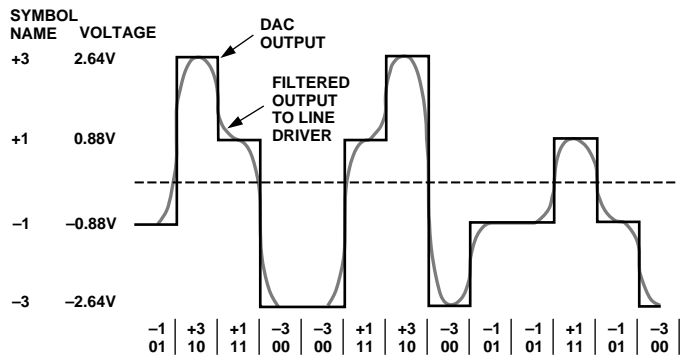 SYMBOL
NAME VOLTAGE
DAC
OUTPUT
+3 2.64V
FILTERED
OUTPUT
TO LINE
DRIVER
+1 0.88V
–1 –0.88V
–3 –2.64V
–1 +3 +1 –3 –3 +1 +3 –3 –1 –1 +1 –1 –3
01 10 11 00 00 11 10 00 01 01 11 01 00